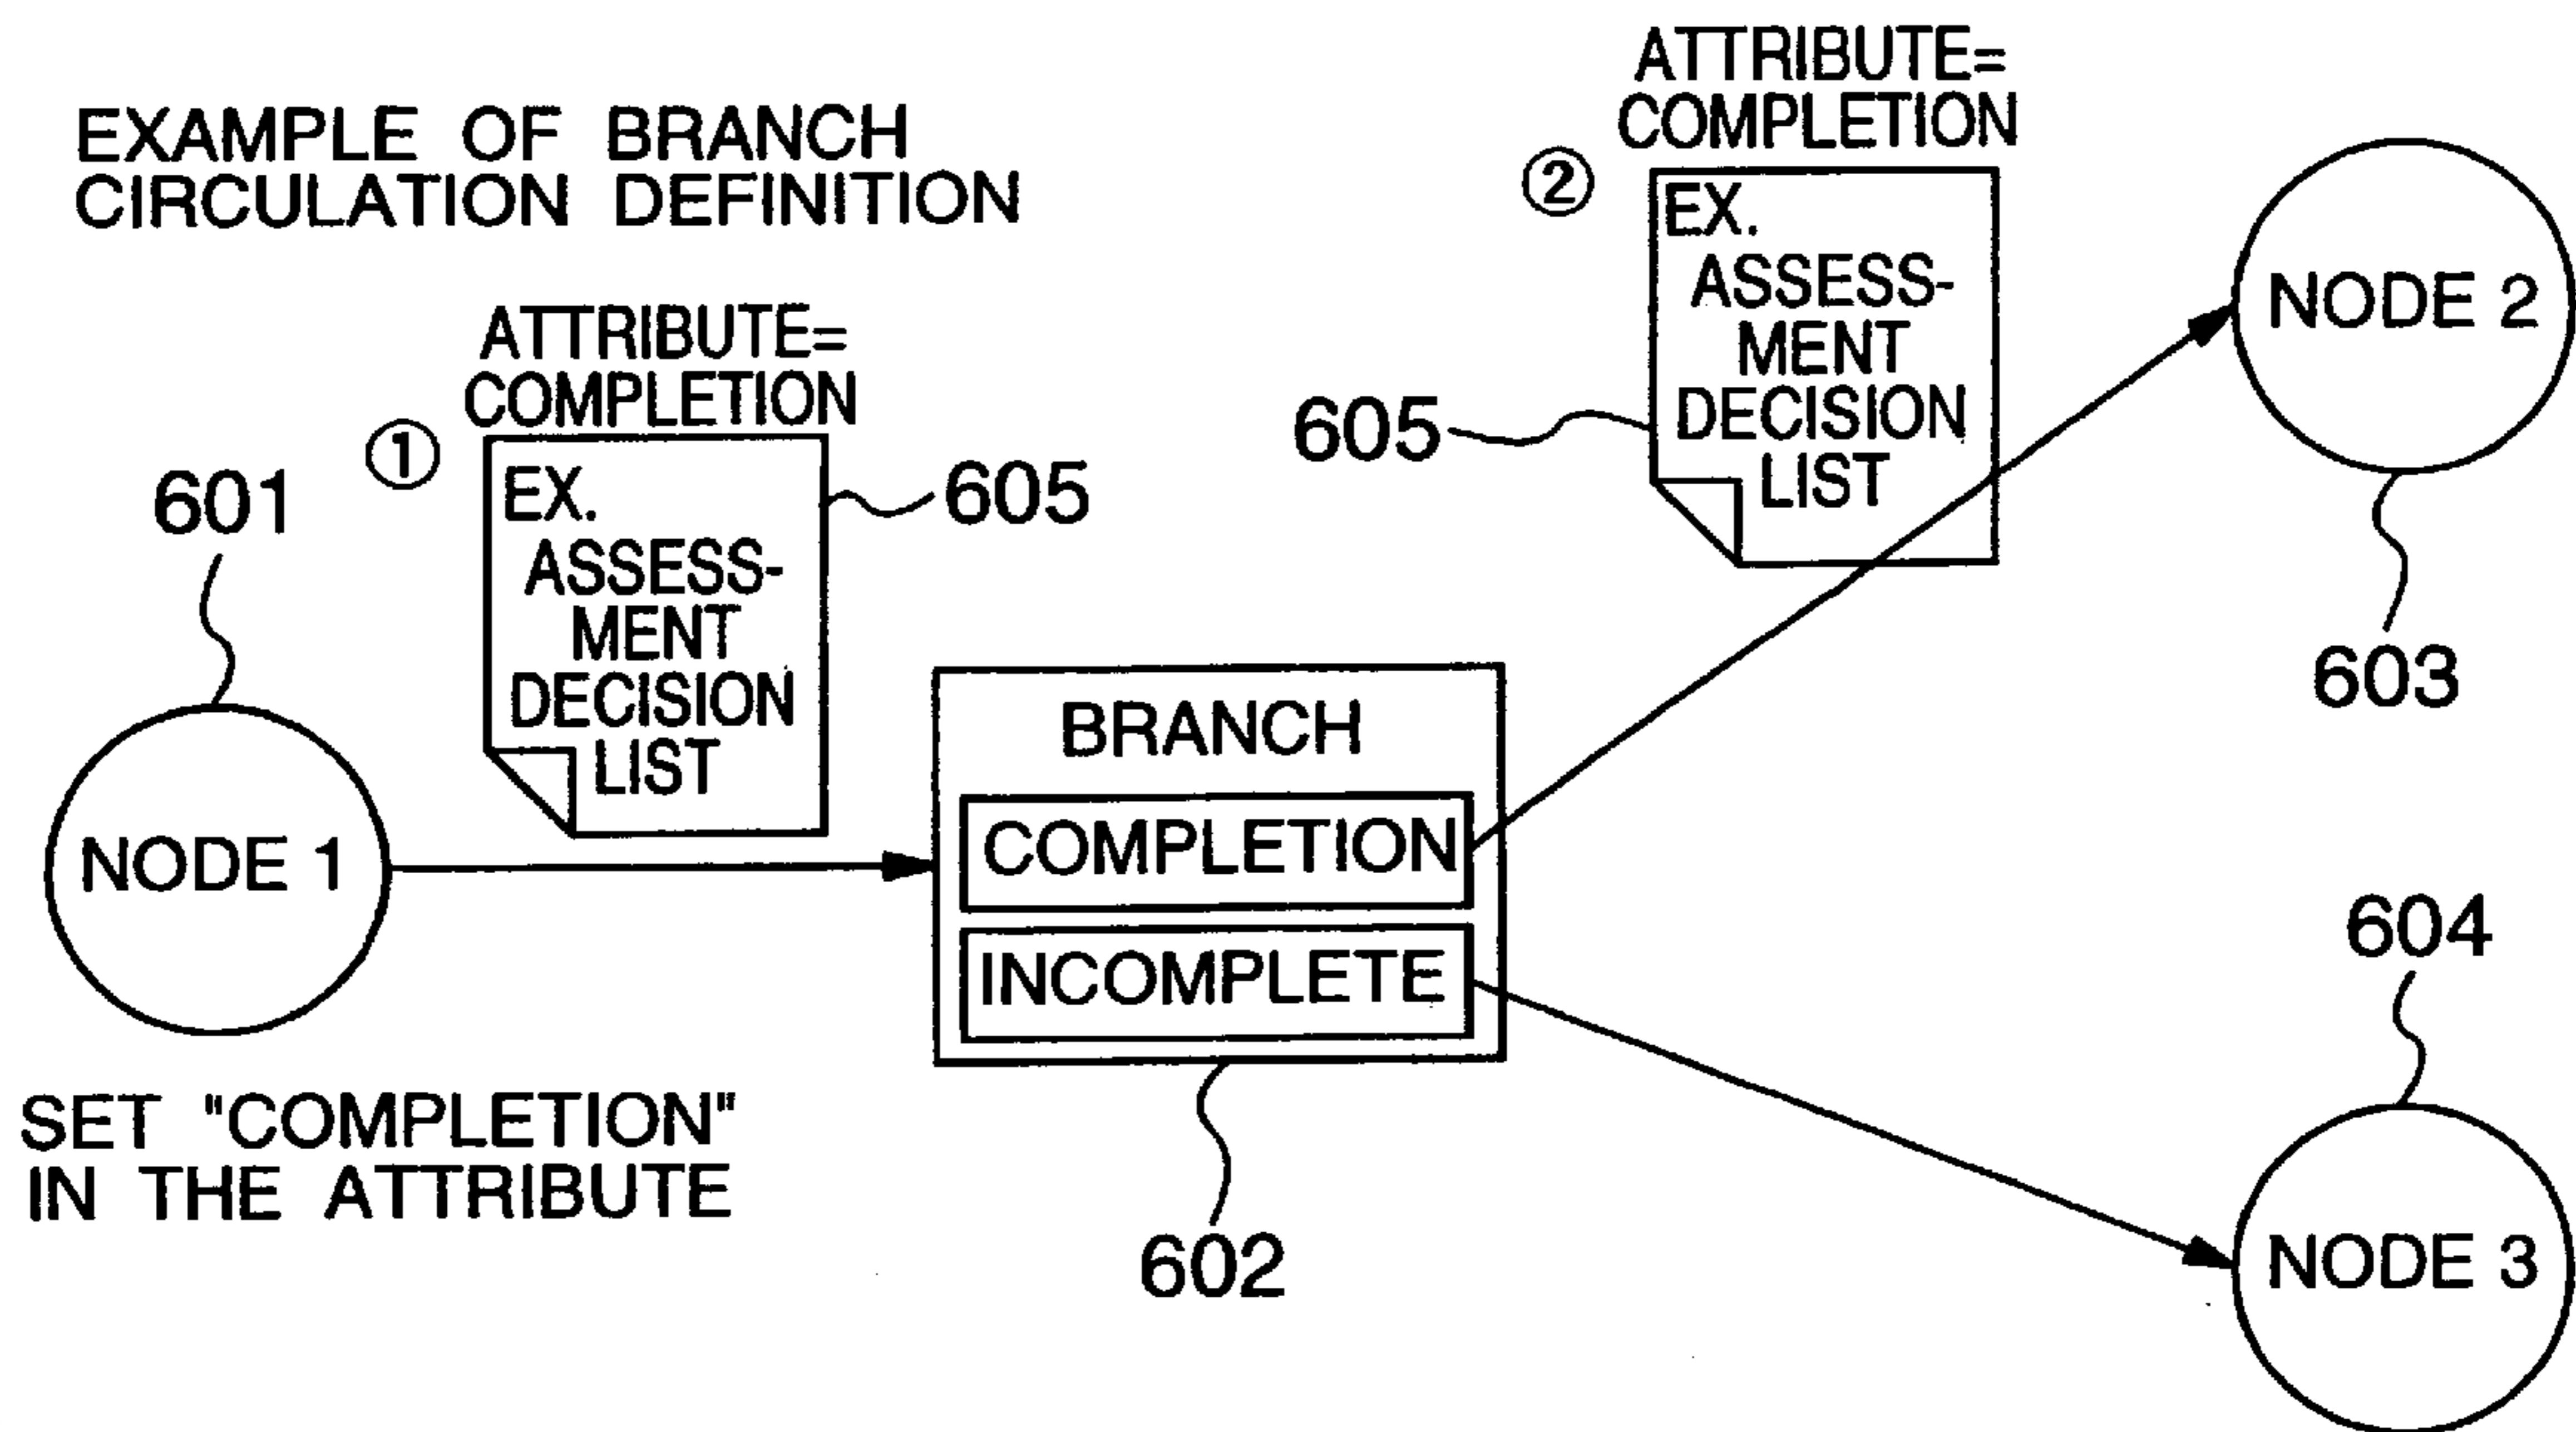 EXAMPLE OF BRANCH
CIRCULATION DEFINITION
ATTRIBUTE=
COMPLETION
①
EX.
ASSESS-
MENT
DECISION
LIST
605
601
NODE 1
SET "COMPLETION"
IN THE ATTRIBUTE
BRANCH
COMPLETION
INCOMPLETE
602
ATTRIBUTE=
COMPLETION
②
EX.
ASSESS-
MENT
DECISION
LIST
605
NODE 2
603
604
NODE 3